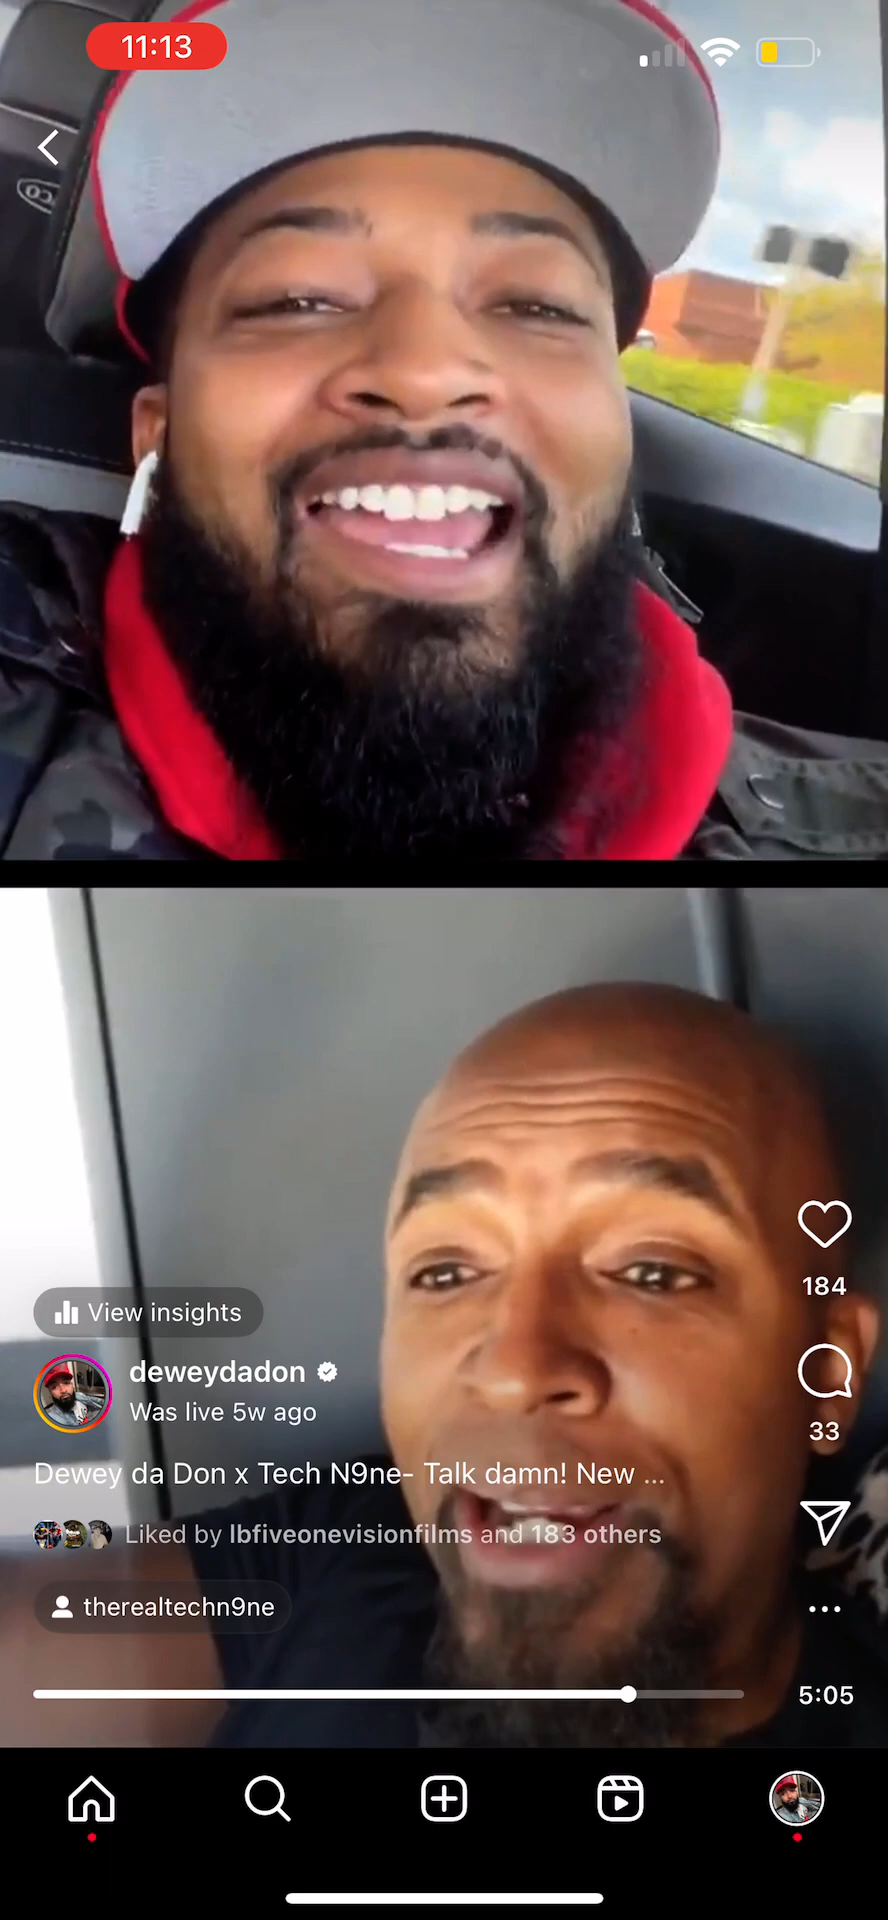 11:13
View insights
deweydadon
Was live 5w ago
Dewey da Don x Tech N9ne- Talk damn! New ...
Liked by lbfiveonevisionfilms and 183 others
therealtechn9ne
184
33
5:05